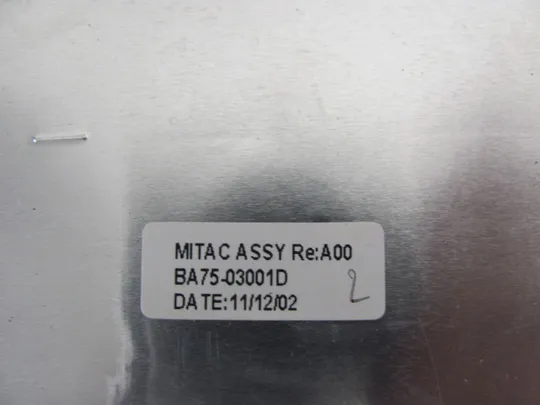 MITAC ASSY Re:A00
BA75-03001D
DATE:11/12/02 2